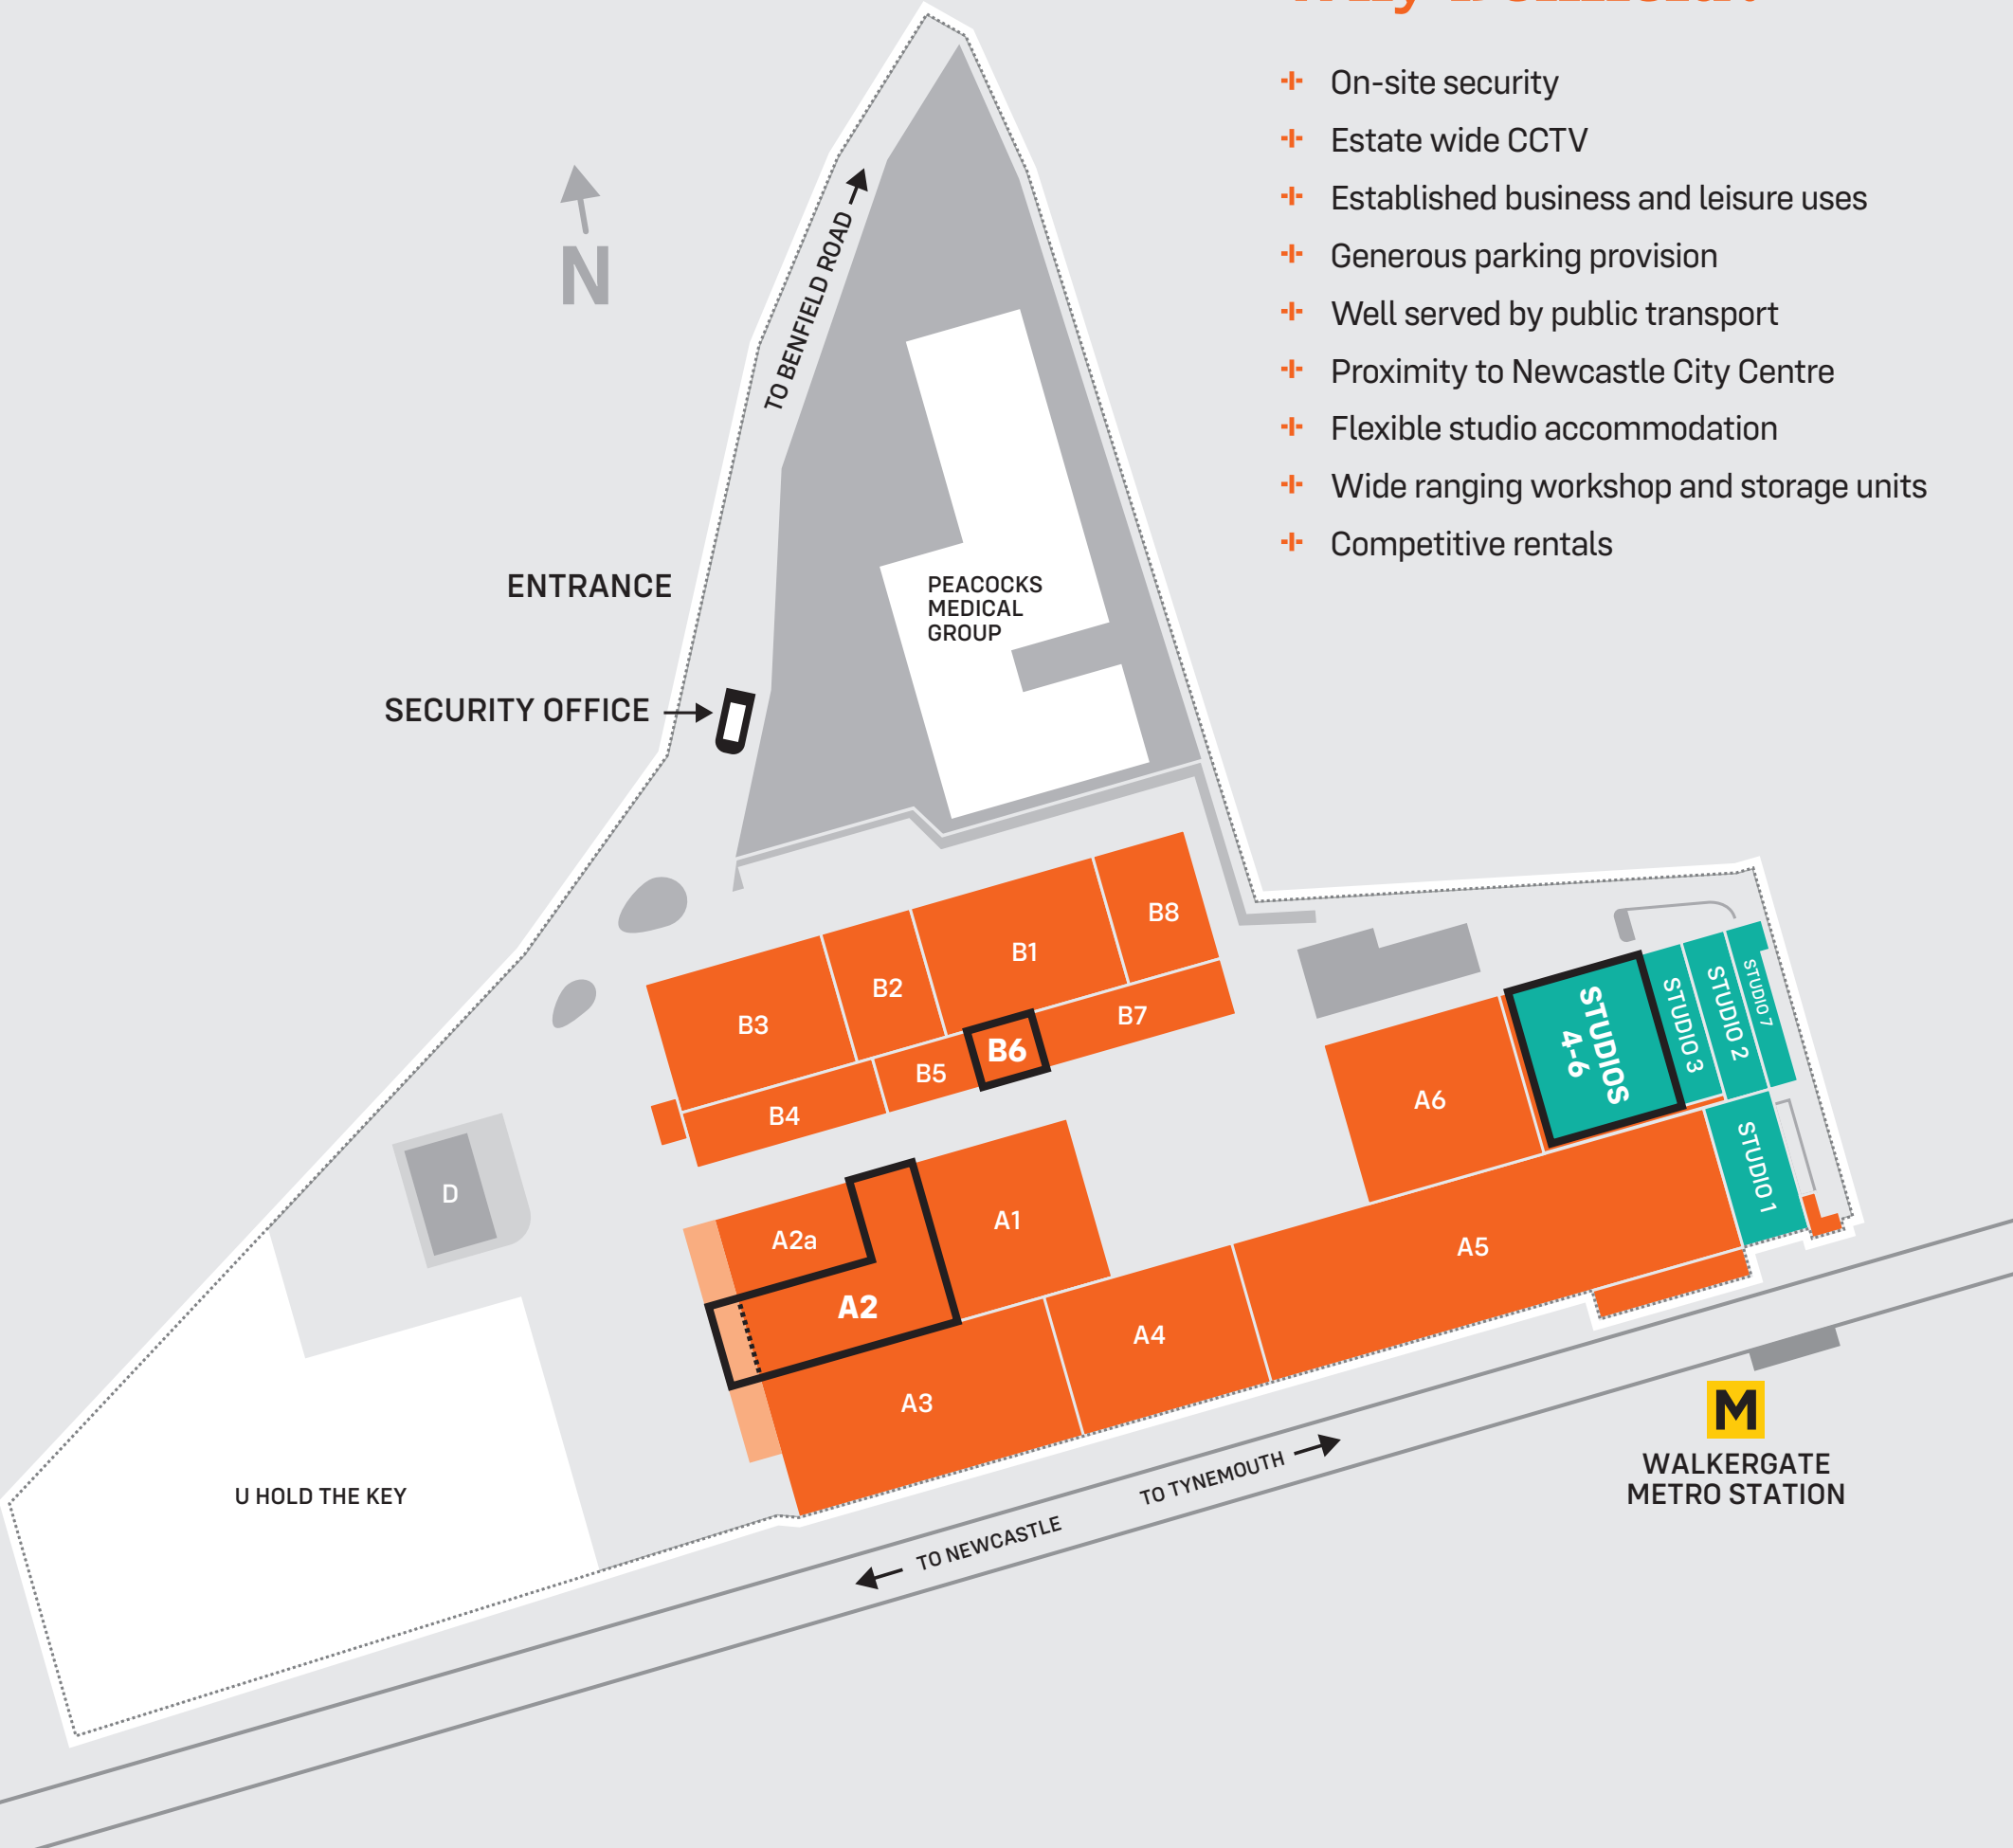 On-site security
Estate wide CCTV
Established business and leisure uses
Generous parking provision
Well served by public transport
Proximity to Newcastle City Centre
Flexible studio accommodation
Wide ranging workshop and storage units
Competitive rentals
N
TO BENFIELD ROAD
ENTRANCE
PEACOCKS
MEDICAL
GROUP
SECURITY OFFICE
B8
B1
B2
B3
B7
B6
B5
B4
STUDIOS
4-6
STUDIO 3
STUDIO 2
STUDIO 7
A6
STUDIO 1
D
A2a
A1
A2
A5
A4
A3
M
WALKERGATE
METRO STATION
U HOLD THE KEY
TO TYNEMOUTH
TO NEWCASTLE